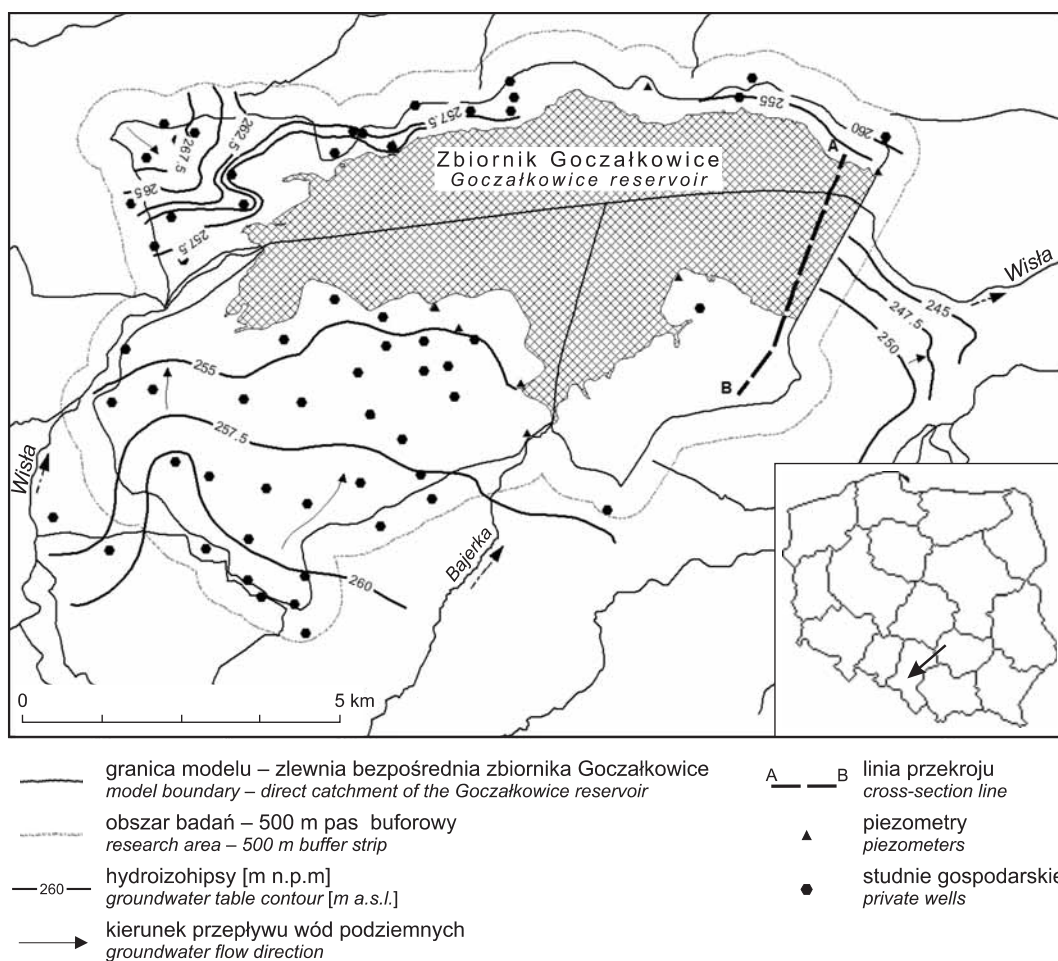 262.5
267.5
257.5
255
260
A
Zbiornik Goczałkowice
Goczałkowice reservoir
26.5
257.5
Wisła
245
247.5
250
B
255
257.5
Wisła
Bajerka
260
0
5 km
granica modelu – zlewnia bezpośrednia zbiornika Goczałkowice
model boundary – direct catchment of the Goczałkowice reservoir
obszar badań – 500 m pas buforowy
research area – 500 m buffer strip
260
hydroizohipsy [m n.p.m]
groundwater table contour [m a.s.l.]
kierunek przepływu wód podziemnych
groundwater flow direction
A B
linia przekroju
cross-section line
piezometry
piezometers
studnie gospodarskie
private wells